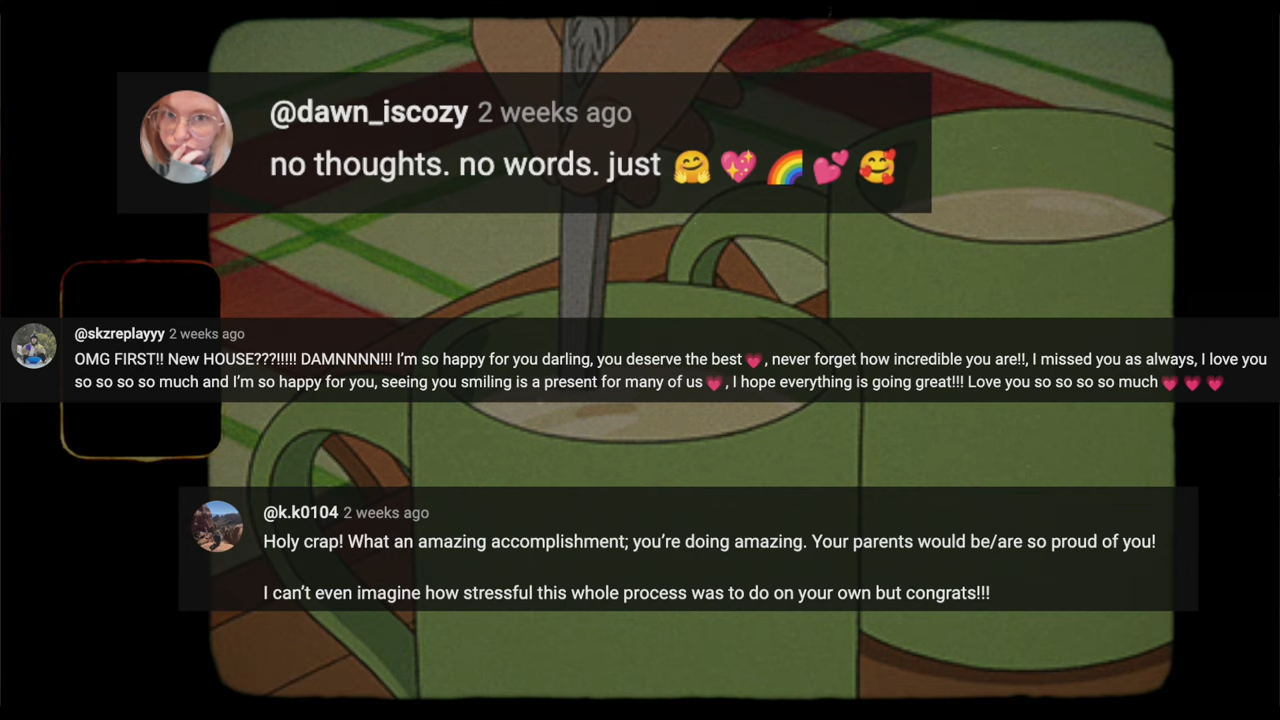 @dawn_iscozy 2 weeks ago
no thoughts. no words. just 🤗 💖 🌈 💕 🥰
@skzreplayyy 2 weeks ago
OMG FIRST!! New HOUSE???!!!!! DAMNNNN!!! I’m so happy for you darling, you deserve the best💗, never forget how incredible you are!!, I missed you as always, I love you
so so so so much and I’m so happy for you, seeing you smiling is a present for many of us💗, I hope everything is going great!!! Love you so so so so much💗 💗 💗
@k.k0104 2 weeks ago
Holy crap! What an amazing accomplishment; you’re doing amazing. Your parents would be/are so proud of you!
I can’t even imagine how stressful this whole process was to do on your own but congrats!!!